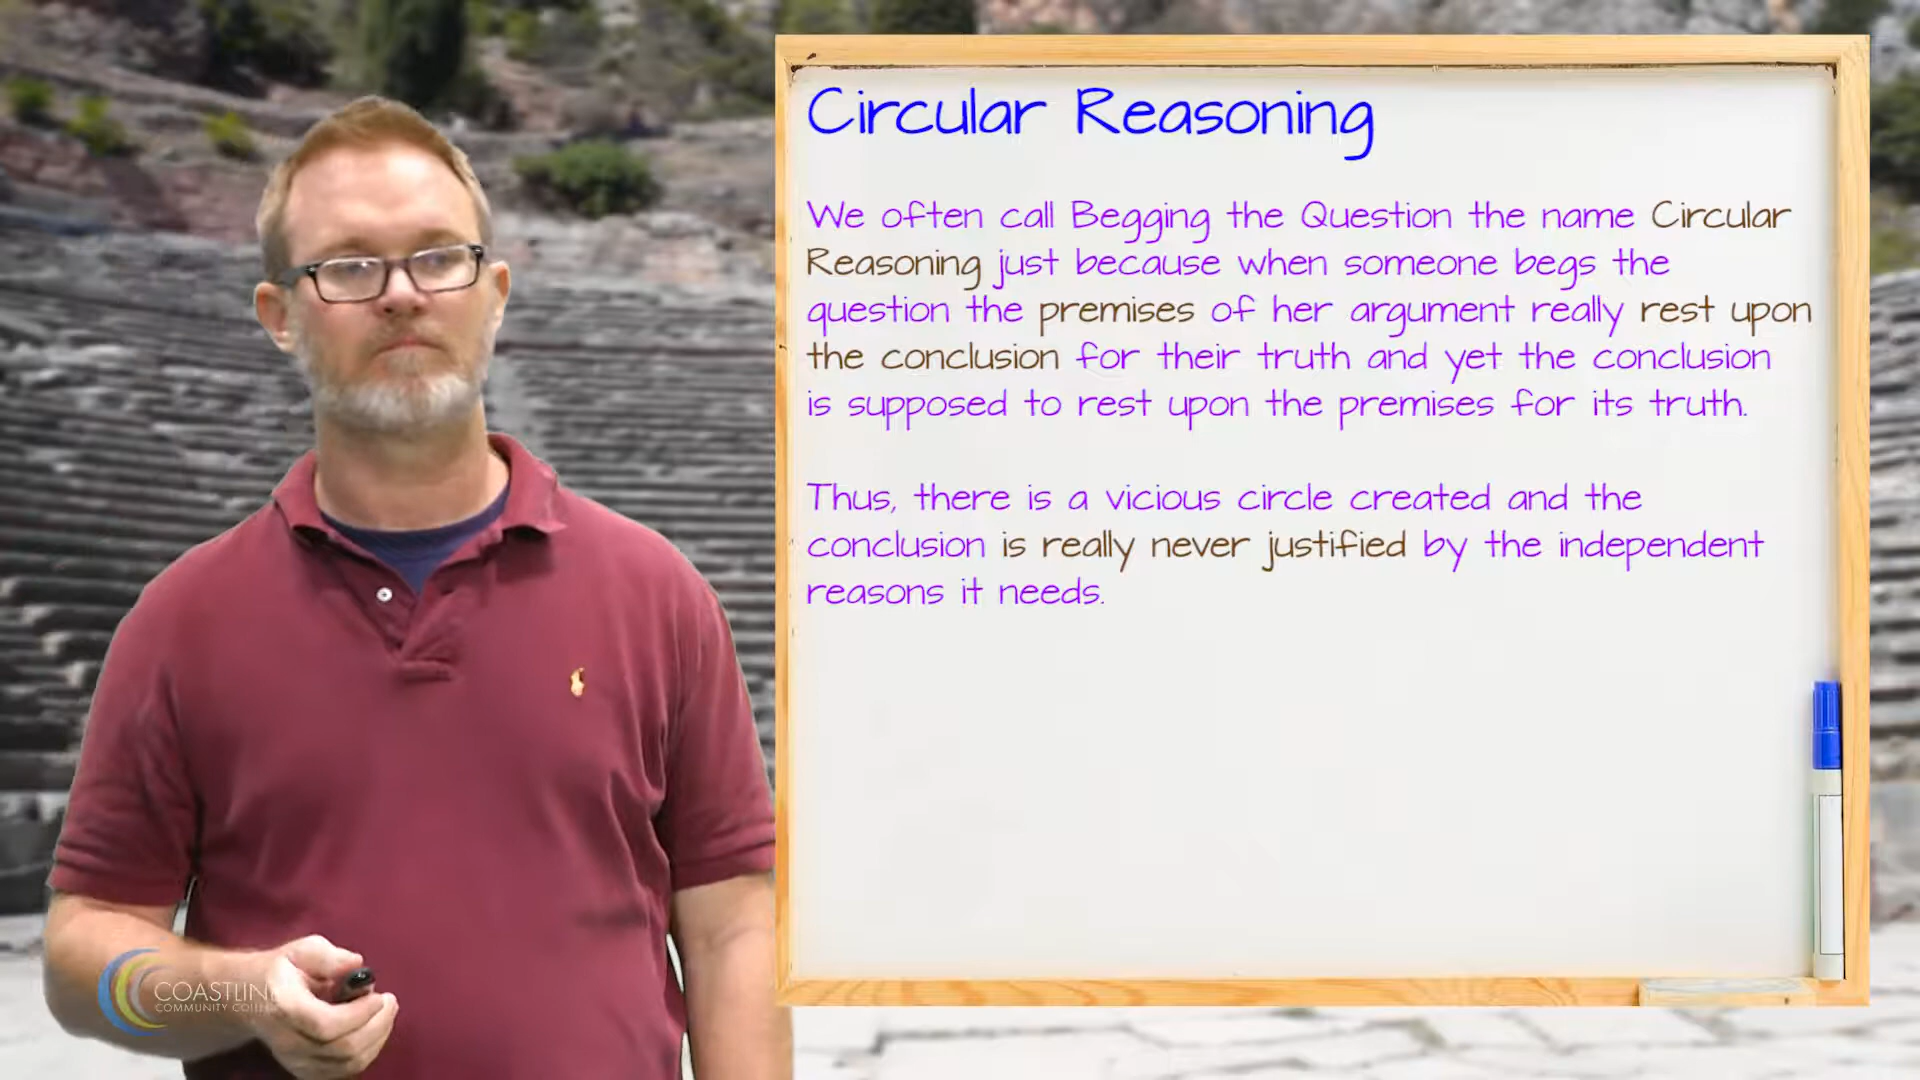 Circular Reasoning
We often call Begging the Question the name Circular
Reasoning just because when someone begs the
question the premises of her argument really rest upon
the conclusion for their truth and yet the conclusion
is supposed to rest upon the premises for its truth.
Thus, there is a vicious circle created and the
conclusion is really never justified by the independent
reasons it needs.
COASTLINE
COMMUNITY